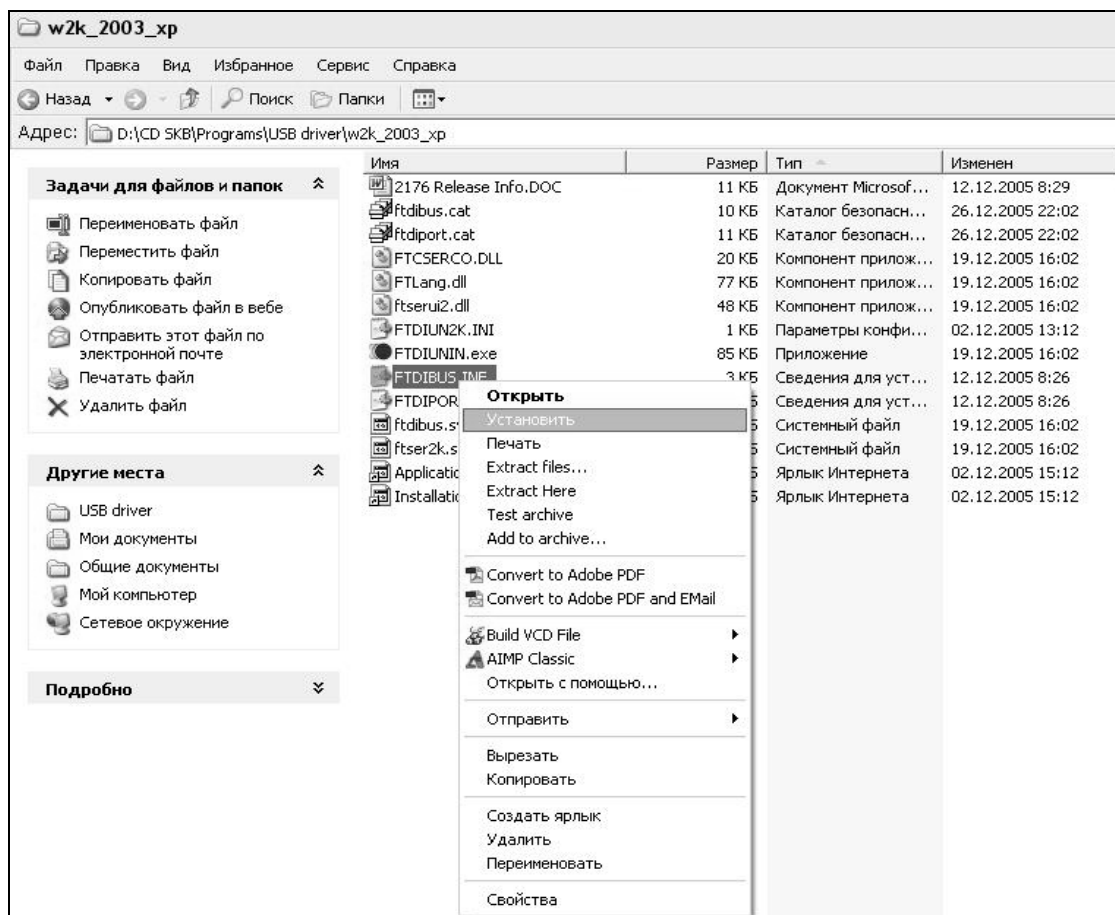 w2k_2003_xp
Файл Правка Вид Избранное Сервис Справка
Назад Поиск Папки
Адрес: D:\CD SKB\Programs\USB driver\w2k_2003_xp
Задачи для файлов и папок
Переименовать файл
Переместить файл
Копировать файл
Опубликовать файл в вебе
Отправить этот файл по
электронной почте
Печатать файл
Удалить файл
Другие места
USB driver
Мои документы
Общие документы
Мой компьютер
Сетевое окружение
Подробно
Имя Размер Тип Изменен
2176 Release Info.DOC 11 КБ Документ Microsof... 12.12.2005 8:29
ftdibus.cat 10 КБ Каталог безопасн... 26.12.2005 22:02
ftdiport.cat 11 КБ Каталог безопасн... 26.12.2005 22:02
FTCSERCO.DLL 20 КБ Компонент прилож... 19.12.2005 16:02
FTLang.dll 77 КБ Компонент прилож... 19.12.2005 16:02
ftserui2.dll 48 КБ Компонент прилож... 19.12.2005 16:02
FTDIUN2K.INI 1 КБ Параметры конфи... 02.12.2005 13:12
FTDIUNIN.exe 85 КБ Приложение 19.12.2005 16:02
FTDIBUS.INF 3 КБ Сведения для уст... 12.12.2005 8:26
FTDIPOR Б Сведения для уст... 12.12.2005 8:26
ftdibus.s Б Системный файл 19.12.2005 16:02
ftser2k.s Б Системный файл 19.12.2005 16:02
Applicatio Б Ярлык Интернета 02.12.2005 15:12
Installatio Б Ярлык Интернета 02.12.2005 15:12
Открыть
Установить
Печать
Extract files...
Extract Here
Test archive
Add to archive...
Convert to Adobe PDF
Convert to Adobe PDF and EMail
Build VCD File
AIMP Classic
Открыть с помощью...
Отправить
Вырезать
Копировать
Создать ярлык
Удалить
Переименовать
Свойства